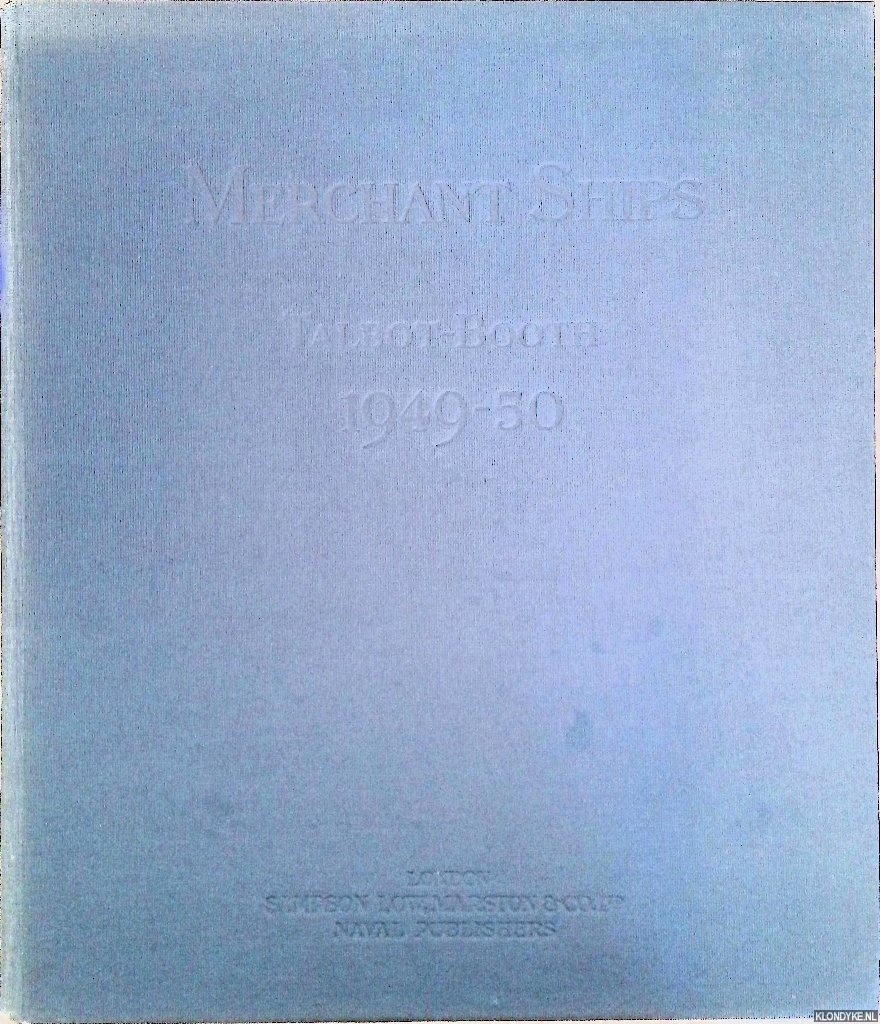 MERCHANT SHIPS
TALBOT-BOOTH
1949-50
LONDON
SAMPSON LOW, MARSTON & CO. LTD
NAVAL PUBLISHERS
KLONDYKE.NL